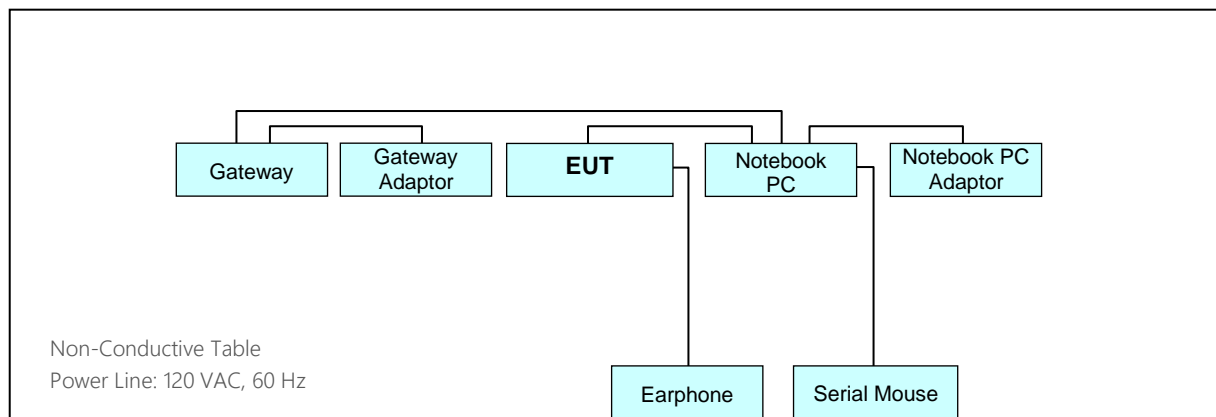 Gateway
Gateway
Adaptor
EUT
Notebook
PC
Notebook PC
Adaptor
Non-Conductive Table
Power Line: 120 VAC, 60 Hz
Earphone
Serial Mouse